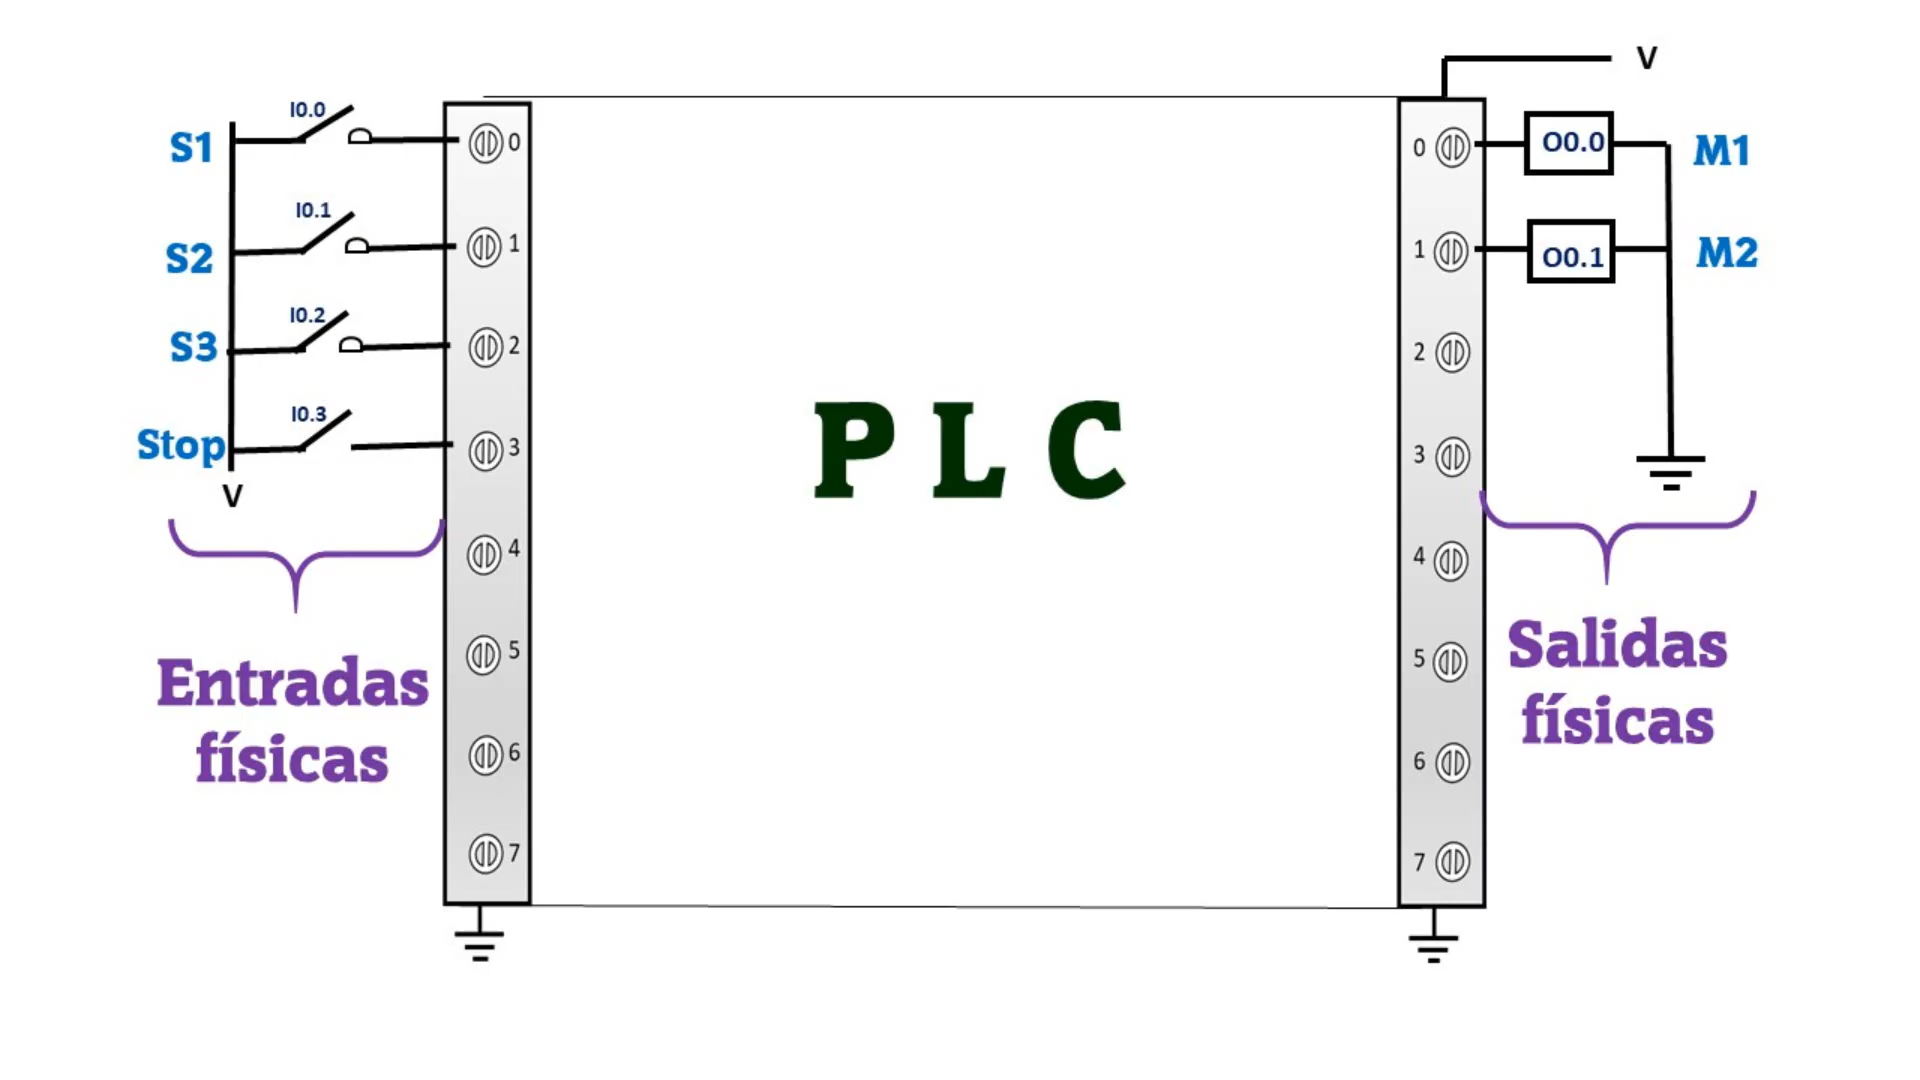 V
I0.0
S1
0
0
O0.0
M1
I0.1
S2
1
1
O0.1
M2
I0.2
S3
2
2
I0.3
Stop
3
3
V
P L C
4
4
Entradas
físicas
Salidas
físicas
5
5
6
6
7
7